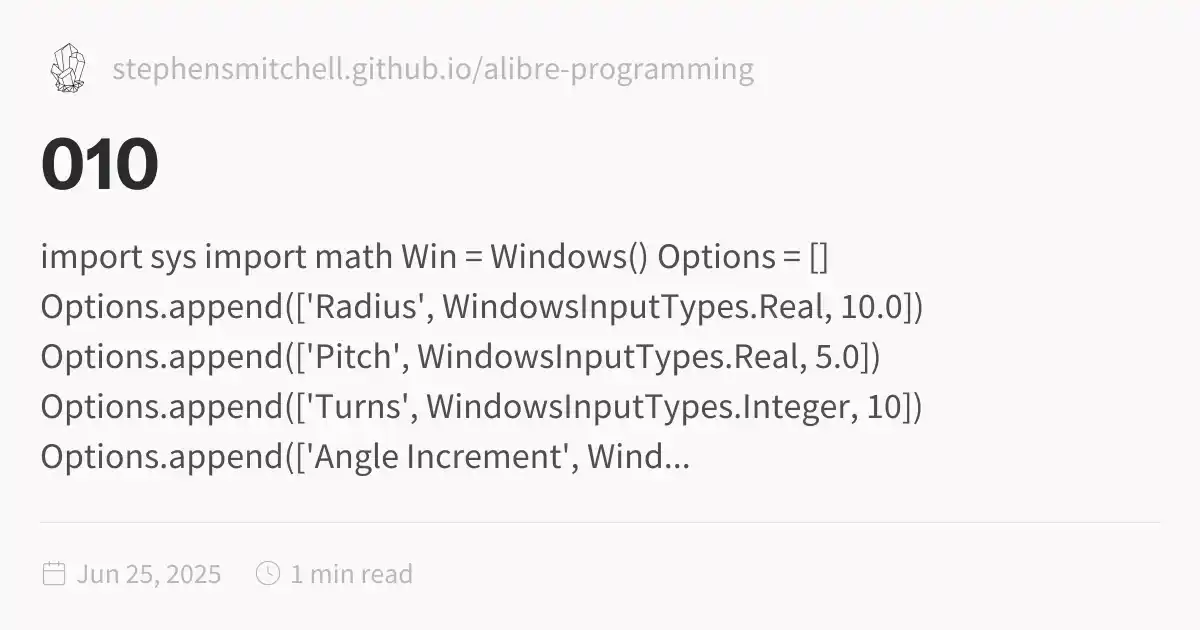 stephensmitchell.github.io/alibre-programming
010
import sys import math Win = Windows() Options = []
Options.append(['Radius', WindowsInputTypes.Real, 10.0])
Options.append(['Pitch', WindowsInputTypes.Real, 5.0])
Options.append(['Turns', WindowsInputTypes.Integer, 10])
Options.append(['Angle Increment', Wind...
Jun 25, 2025 1 min read